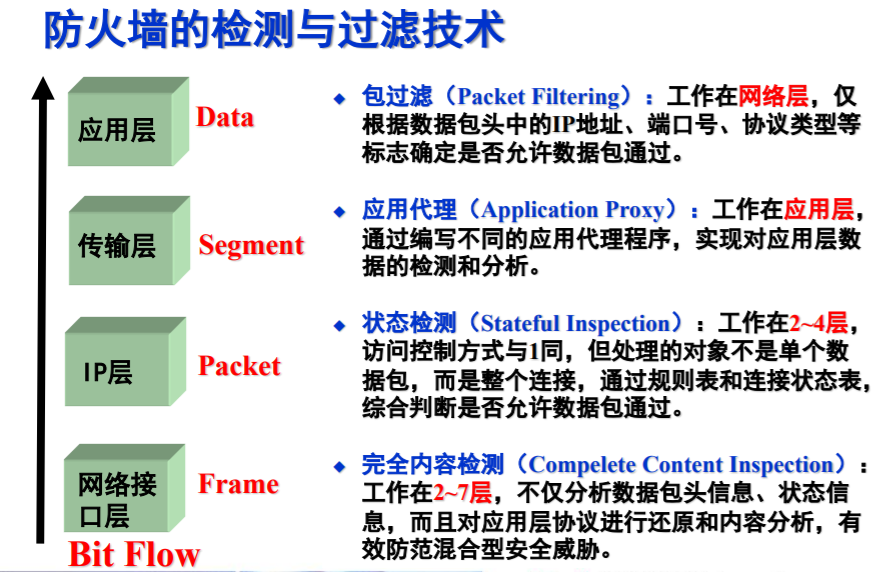 防火墙的检测与过滤技术
应用层
Data
传输层
Segment
IP层
Packet
网络接
口层
Frame
Bit Flow
◆ 包过滤（Packet Filtering）：工作在网络层，仅
根据数据包头中的IP地址、端口号、协议类型等
标志确定是否允许数据包通过。
◆ 应用代理（Application Proxy）：工作在应用层，
通过编写不同的应用代理程序，实现对应用层数
据的检测和分析。
◆ 状态检测（Stateful Inspection）：工作在2~4层，
访问控制方式与1同，但处理的对象不是单个数
据包，而是整个连接，通过规则表和连接状态表，
综合判断是否允许数据包通过。
◆ 完全内容检测（Compelete Content Inspection）：
工作在2~7层，不仅分析数据包头信息、状态信
息，而且对应用层协议进行还原和内容分析，有
效防范混合型安全威胁。